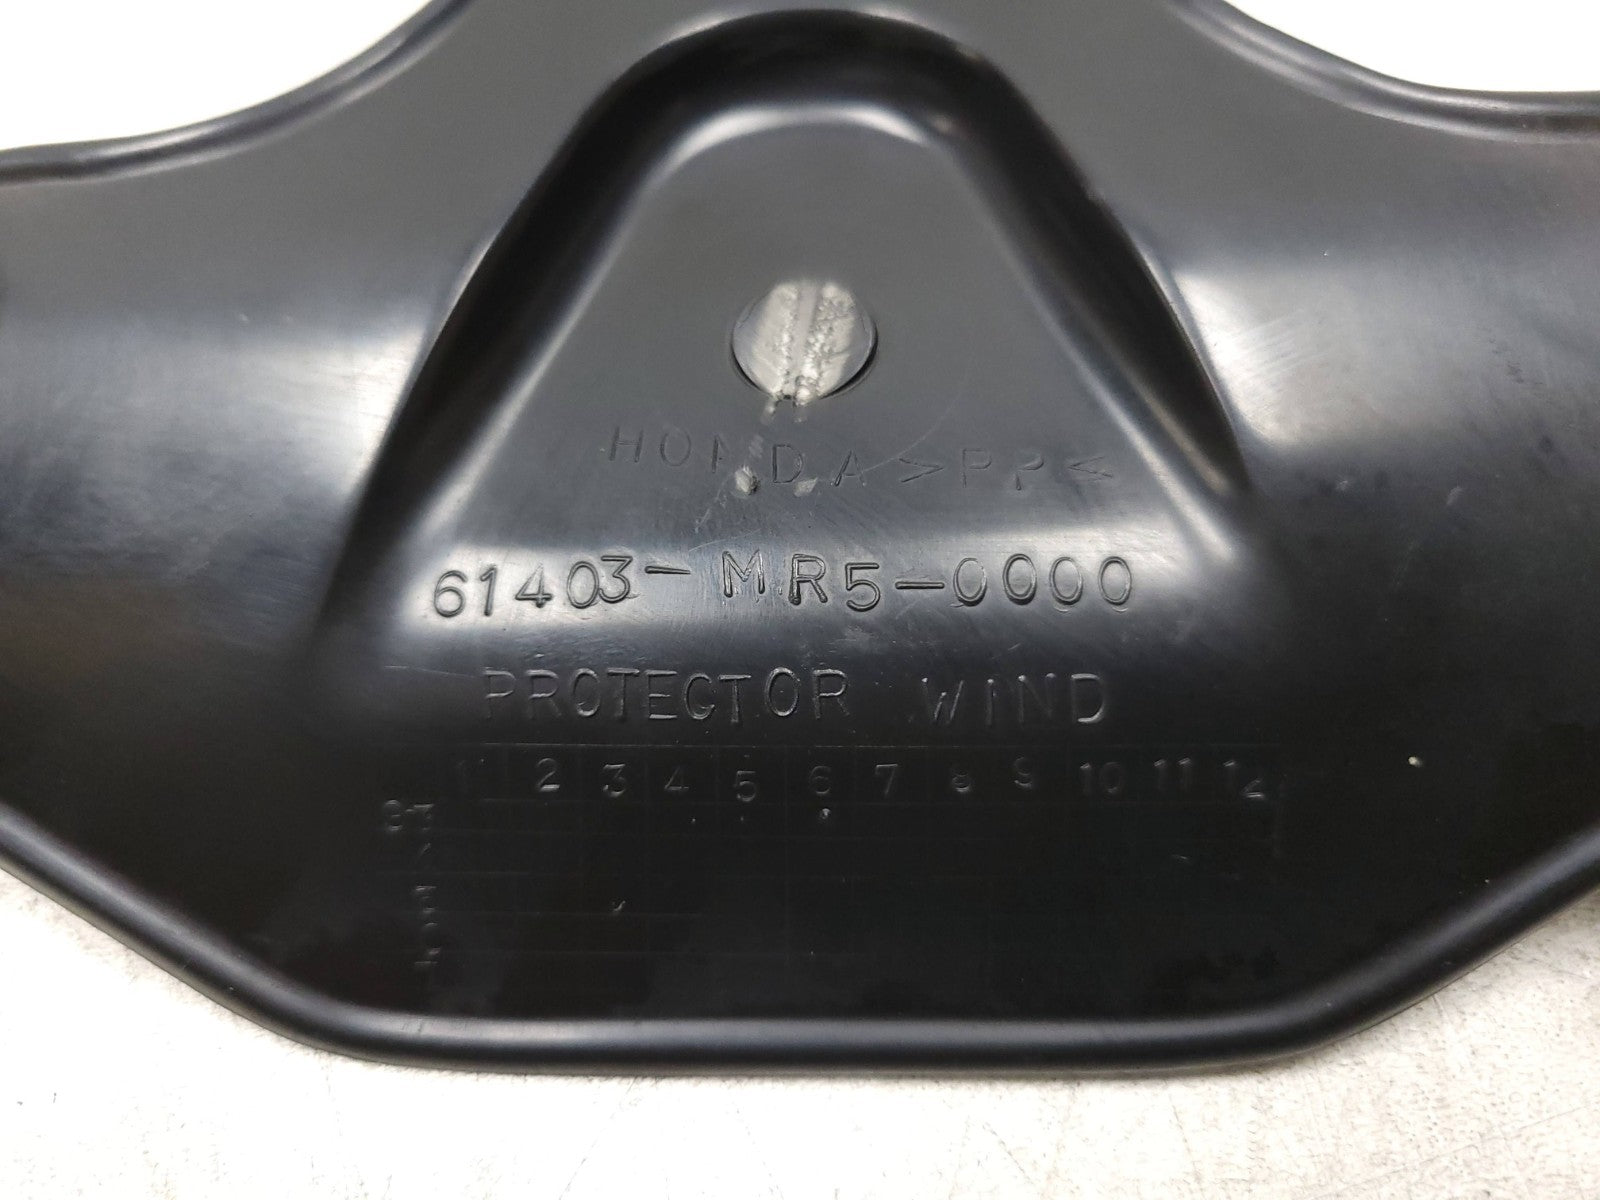 HONDA >PP<
61403-MR5-0000
PROTECTOR WIND
1 2 3 4 5 6 7 8 9 10 11 12